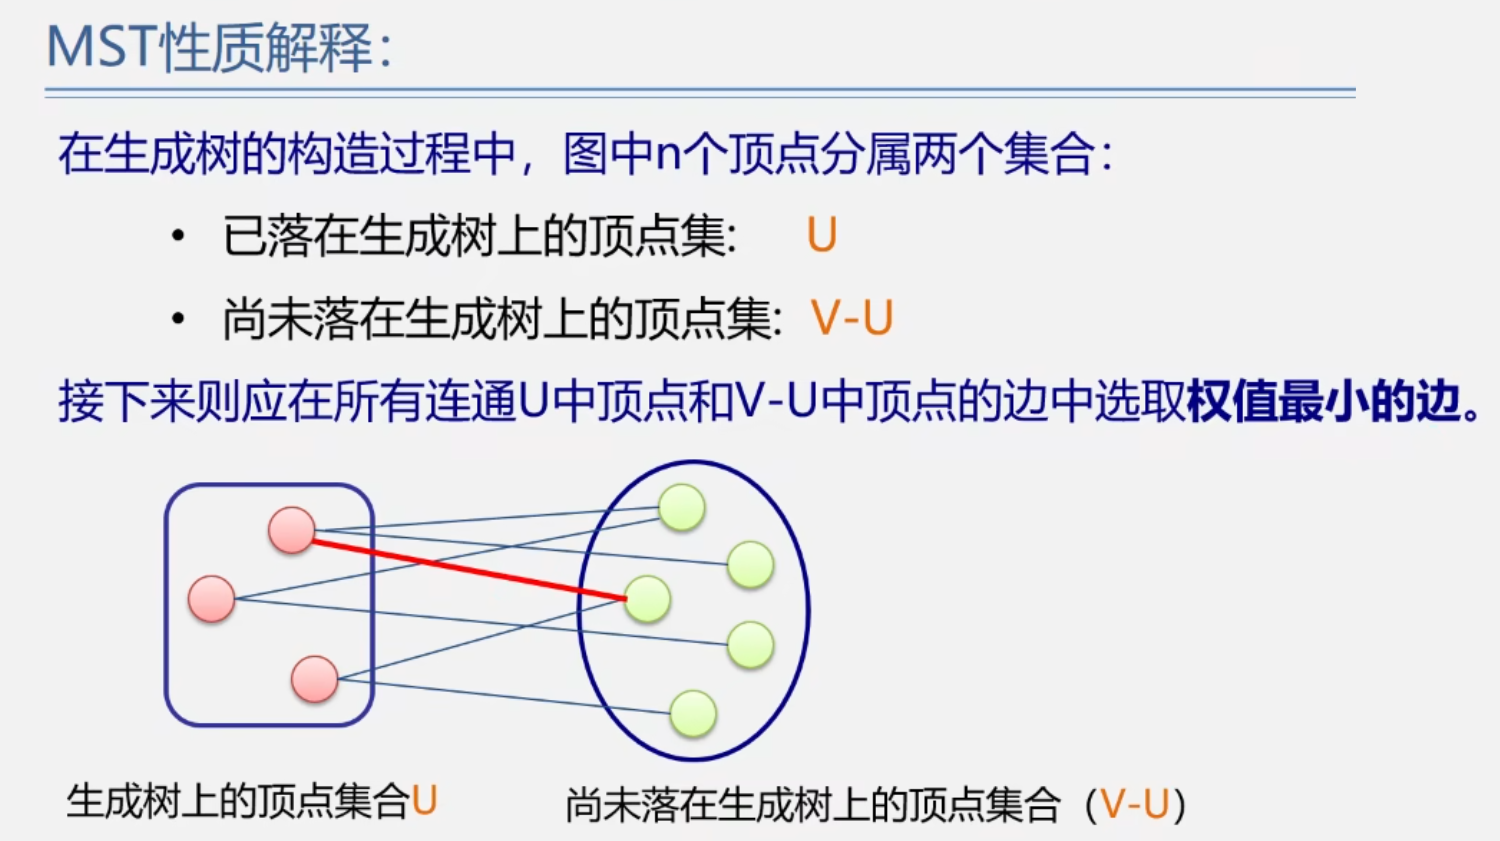 MST性质解释：
在生成树的构造过程中，图中n个顶点分属两个集合：
• 已落在生成树上的顶点集: U
• 尚未落在生成树上的顶点集: V-U
接下来则应在所有连通U中顶点和V-U中顶点的边中选取权值最小的边。
生成树上的顶点集合U
尚未落在生成树上的顶点集合（V-U）